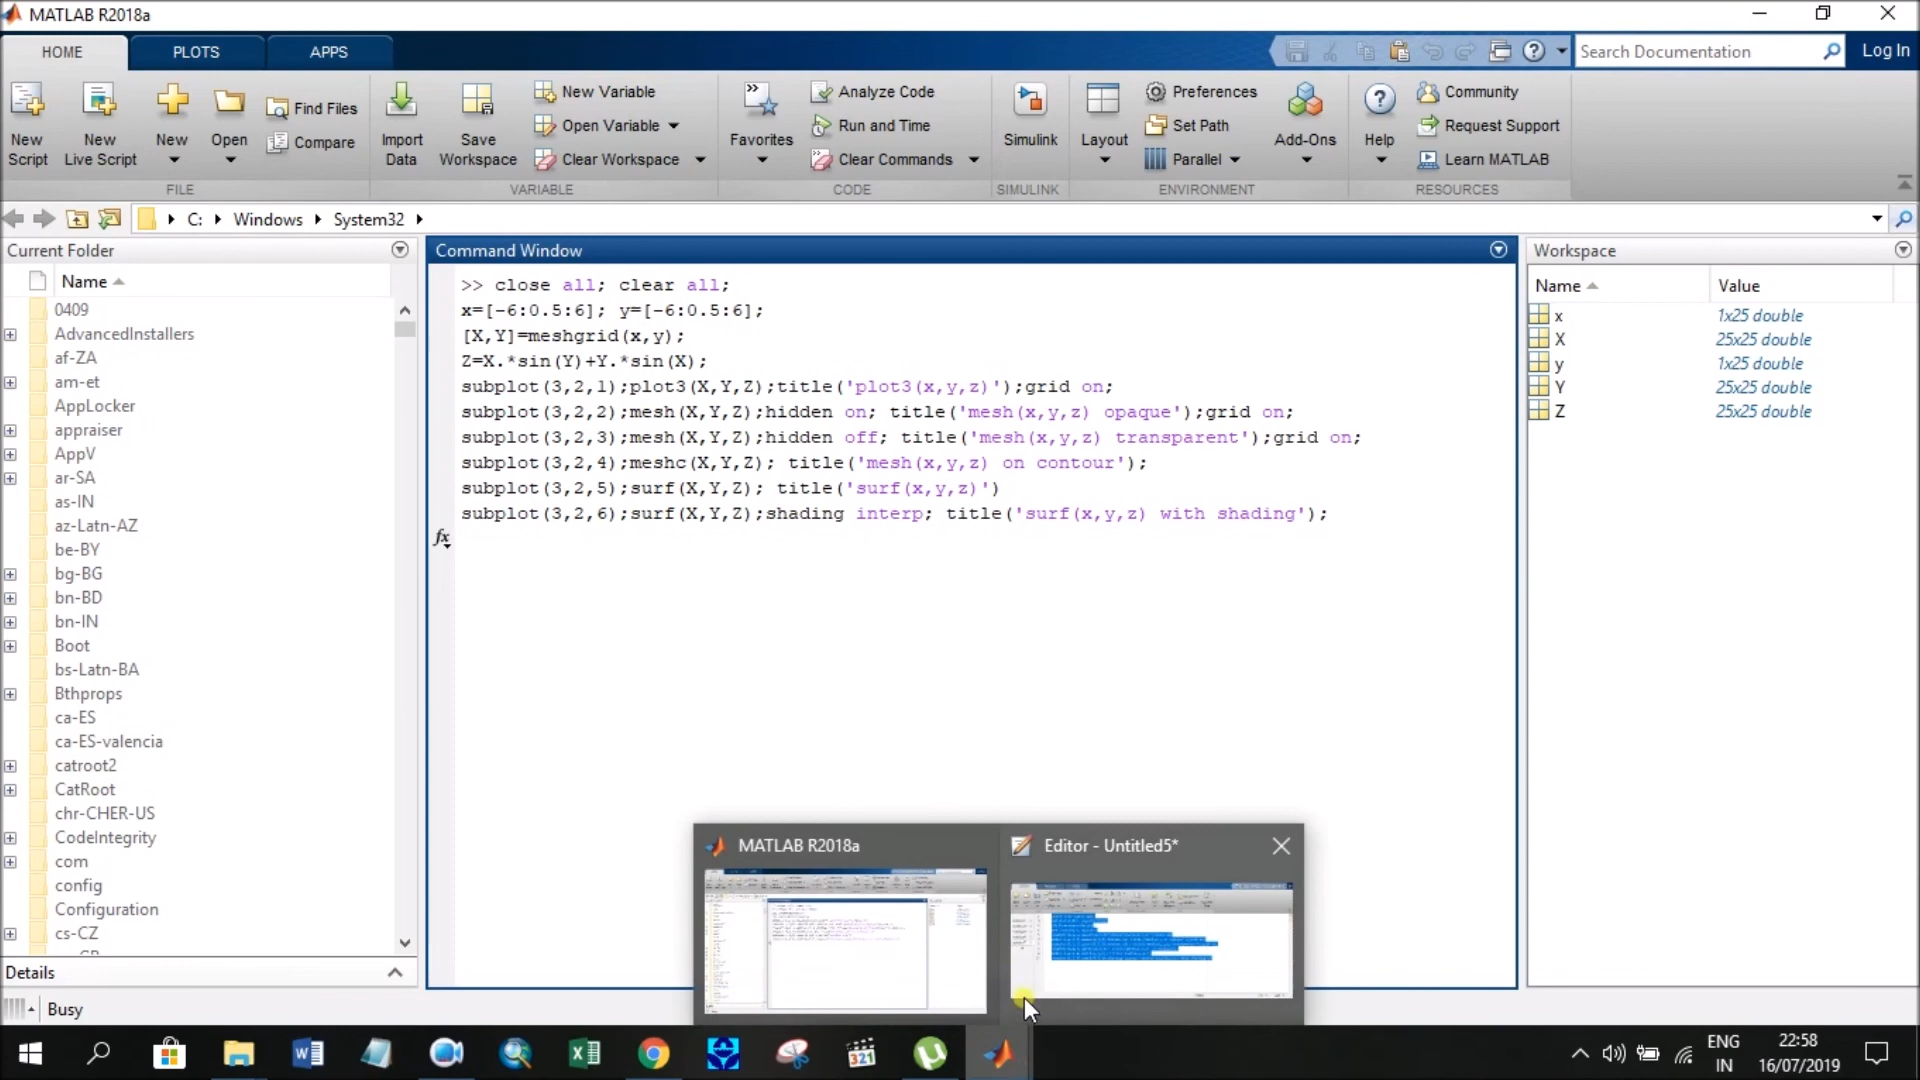 MATLAB R2018a
HOME
PLOTS
APPS
Search Documentation
Log In
New Script
New Live Script
New
Open
Find Files
Compare
Import Data
Save Workspace
New Variable
Open Variable
Clear Workspace
Favorites
Analyze Code
Run and Time
Clear Commands
Simulink
Layout
Preferences
Set Path
Parallel
Add-Ons
Help
Community
Request Support
Learn MATLAB
FILE
VARIABLE
CODE
SIMULINK
ENVIRONMENT
RESOURCES
C: Windows System32
Current Folder
Name
0409
AdvancedInstallers
af-ZA
am-et
AppLocker
appraiser
AppV
ar-SA
as-IN
az-Latn-AZ
be-BY
bg-BG
bn-BD
bn-IN
Boot
bs-Latn-BA
Bthprops
ca-ES
ca-ES-valencia
catroot2
CatRoot
chr-CHER-US
CodeIntegrity
com
config
Configuration
cs-CZ
Details
Busy
Command Window
>> close all; clear all;
x=[-6:0.5:6]; y=[-6:0.5:6];
[X,Y]=meshgrid(x,y);
Z=X.*sin(Y)+Y.*sin(X);
subplot(3,2,1);plot3(X,Y,Z);title('plot3(x,y,z)');grid on;
subplot(3,2,2);mesh(X,Y,Z);hidden on; title('mesh(x,y,z) opaque');grid on;
subplot(3,2,3);mesh(X,Y,Z);hidden off; title('mesh(x,y,z) transparent');grid on;
subplot(3,2,4);meshc(X,Y,Z); title('mesh(x,y,z) on contour');
subplot(3,2,5);surf(X,Y,Z); title('surf(x,y,z)')
subplot(3,2,6);surf(X,Y,Z);shading interp; title('surf(x,y,z) with shading');
fx
Workspace
Name Value
x 1x25 double
X 25x25 double
y 1x25 double
Y 25x25 double
Z 25x25 double
MATLAB R2018a
Editor - Untitled5*
321
ENG
IN
22:58
16/07/2019